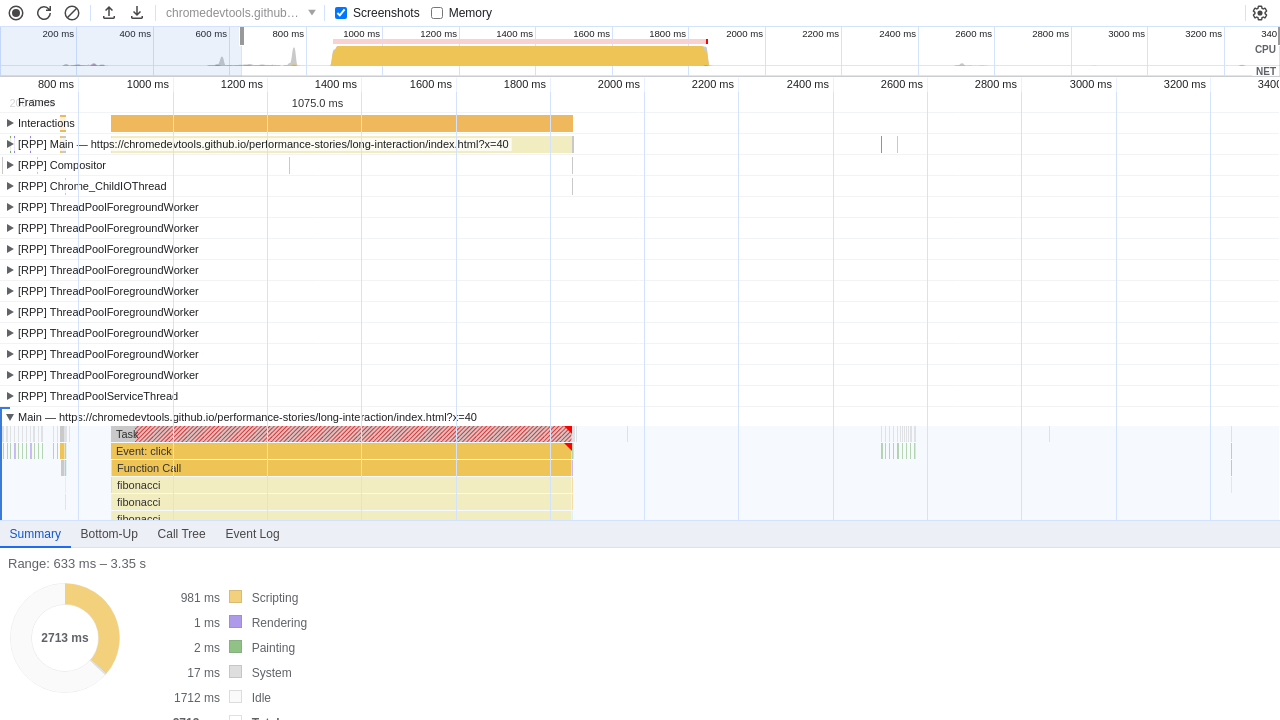 chromedevtools.github… Screenshots Memory
200 ms 400 ms 600 ms 800 ms 1000 ms 1200 ms 1400 ms 1600 ms 1800 ms 2000 ms 2200 ms 2400 ms 2600 ms 2800 ms 3000 ms 3200 ms 340
CPU
NET
800 ms 1000 ms 1200 ms 1400 ms 1600 ms 1800 ms 2000 ms 2200 ms 2400 ms 2600 ms 2800 ms 3000 ms 3200 ms 3400
Frames 1075.0 ms
Interactions
[RPP] Main — https://chromedevtools.github.io/performance-stories/long-interaction/index.html?x=40
[RPP] Compositor
[RPP] Chrome_ChildIOThread
[RPP] ThreadPoolForegroundWorker
[RPP] ThreadPoolForegroundWorker
[RPP] ThreadPoolForegroundWorker
[RPP] ThreadPoolForegroundWorker
[RPP] ThreadPoolForegroundWorker
[RPP] ThreadPoolForegroundWorker
[RPP] ThreadPoolForegroundWorker
[RPP] ThreadPoolForegroundWorker
[RPP] ThreadPoolForegroundWorker
[RPP] ThreadPoolServiceThread
Main — https://chromedevtools.github.io/performance-stories/long-interaction/index.html?x=40
Task
Event: click
Function Call
fibonacci
fibonacci
fibonacci
Summary Bottom-Up Call Tree Event Log
Range: 633 ms – 3.35 s
2713 ms
981 ms Scripting
1 ms Rendering
2 ms Painting
17 ms System
1712 ms Idle